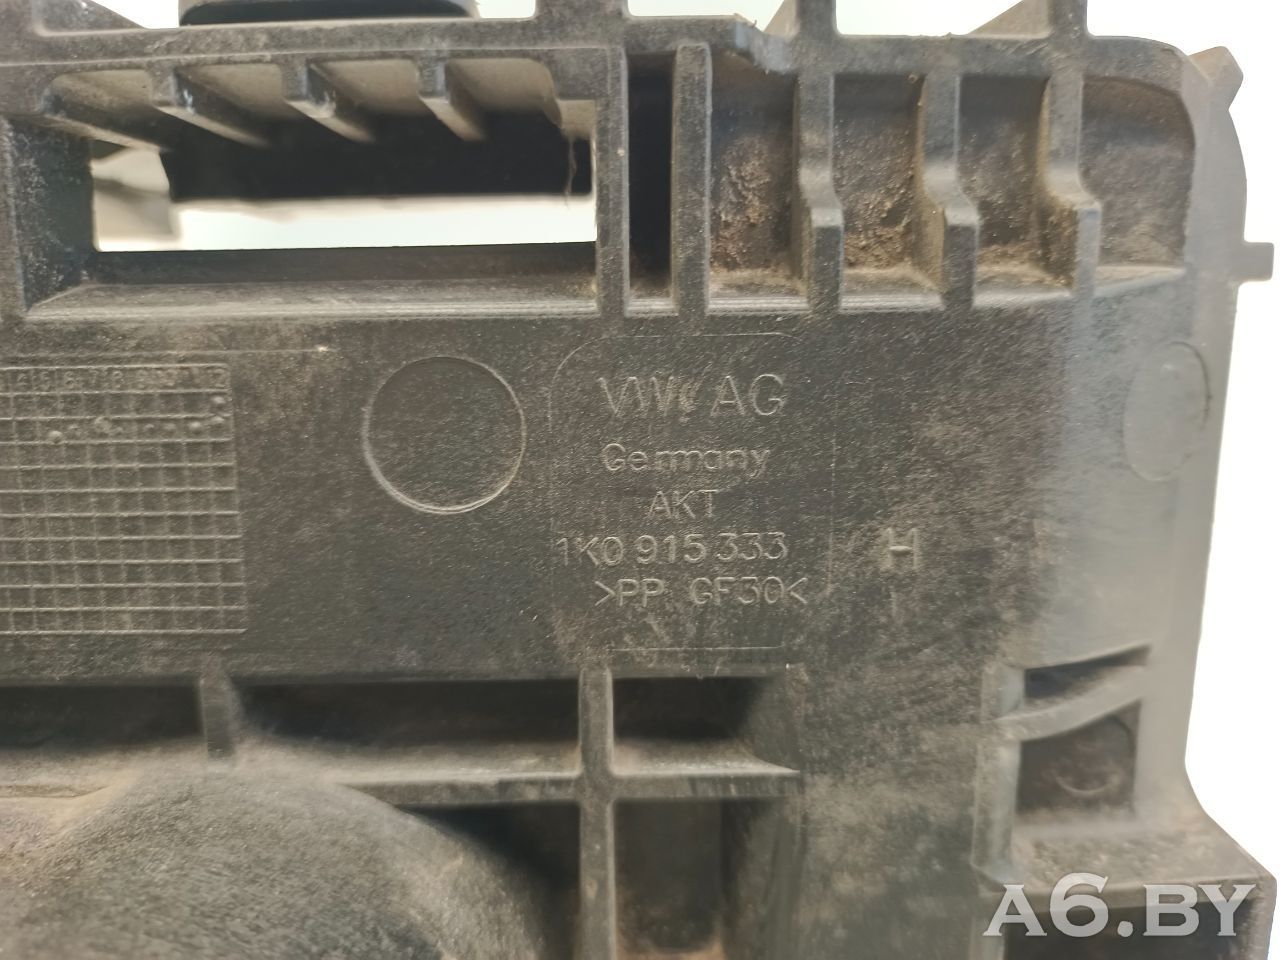 VW AG
Germany
AKT
1K0 915 333 H
>PP GF30<
A6.BY